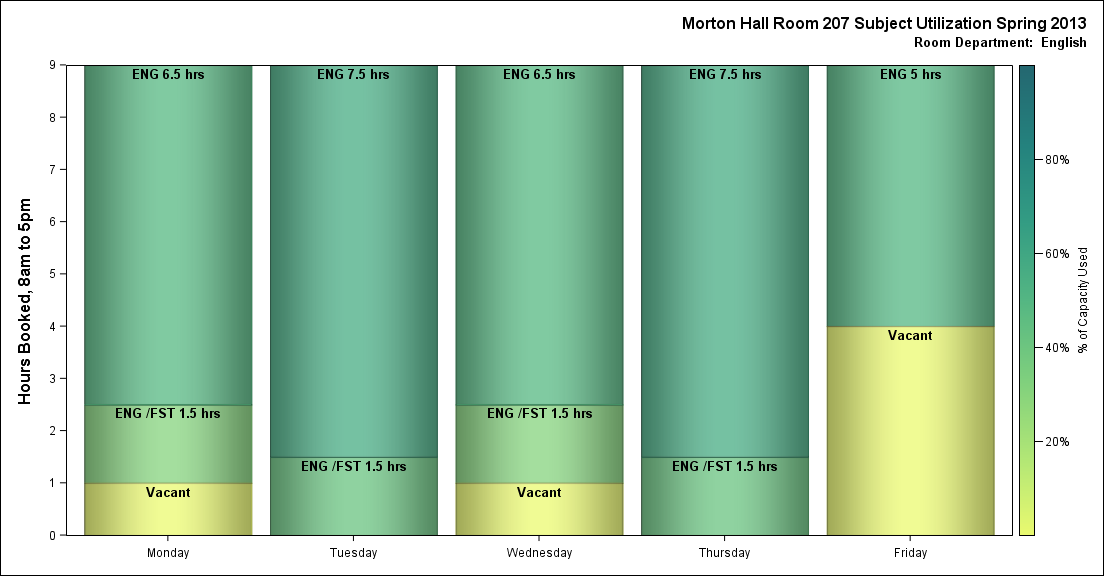 Morton Hall Room 207 Subject Utilization Spring 2013
Room Department:  English
Hours Booked, 8am to 5pm
9
8
7
6
5
4
3
2
1
0
ENG 6.5 hrs
ENG /FST 1.5 hrs
Vacant
Monday
ENG 7.5 hrs
ENG /FST 1.5 hrs
Tuesday
ENG 6.5 hrs
ENG /FST 1.5 hrs
Vacant
Wednesday
ENG 7.5 hrs
ENG /FST 1.5 hrs
Thursday
ENG 5 hrs
Vacant
Friday
80%
60%
40%
20%
% of Capacity Used